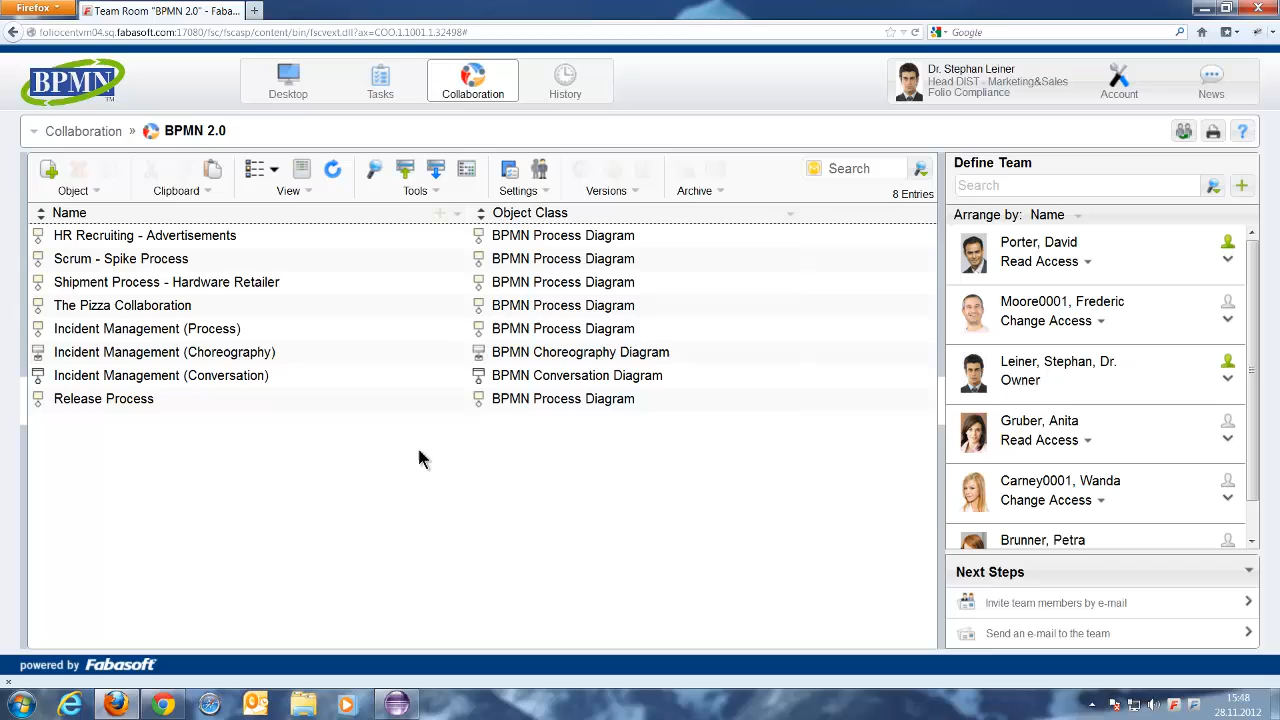 Firefox
Team Room "BPMN 2.0" - Faba...
foliocentvm04.sq.fabasoft.com:17080/fsc/fscasp/content/bin/fscvext.dll?ax=COO.1.1001.1.32498#
Google
BPMN
TM
Desktop
Tasks
Collaboration
History
Dr. Stephan Leiner
Head DIST - Marketing&Sales
Folio Compliance
Account
News
Collaboration » BPMN 2.0
Object
Clipboard
View
Tools
Settings
Versions
Archive
Search
8 Entries
Name
Object Class
HR Recruiting - Advertisements
BPMN Process Diagram
Scrum - Spike Process
BPMN Process Diagram
Shipment Process - Hardware Retailer
BPMN Process Diagram
The Pizza Collaboration
BPMN Process Diagram
Incident Management (Process)
BPMN Process Diagram
Incident Management (Choreography)
BPMN Choreography Diagram
Incident Management (Conversation)
BPMN Conversation Diagram
Release Process
BPMN Process Diagram
Define Team
Search
Arrange by: Name
Porter, David
Read Access
Moore0001, Frederic
Change Access
Leiner, Stephan, Dr.
Owner
Gruber, Anita
Read Access
Carney0001, Wanda
Change Access
Brunner, Petra
Next Steps
Invite team members by e-mail
Send an e-mail to the team
powered by Fabasoft
15:48
28.11.2012